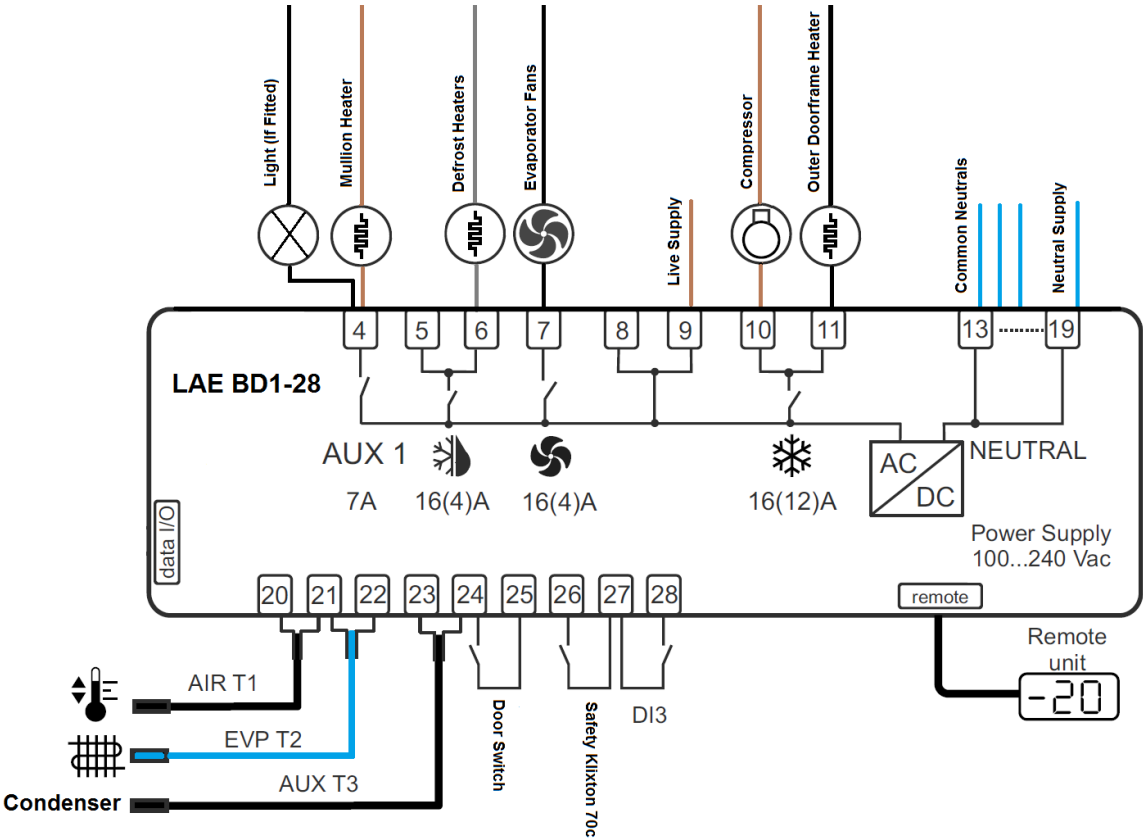 Light (If Fitted)
Mullion Heater
Defrost Heaters
Evaporator Fans
Live Supply
Compressor
Outer Doorframe Heater
Common Neutrals
Neutral Supply
4 5 6 7 8 9 10 11 13 19
LAE BD1-28
AUX 1
7A
16(4)A
16(4)A
16(12)A
AC
DC
NEUTRAL
Power Supply
100...240 Vac
data I/O
20 21 22 23 24 25 26 27 28
remote
Remote
unit
-20
AIR T1
EVP T2
AUX T3
Condenser
Door Switch
Safety Klixton 70c
DI3